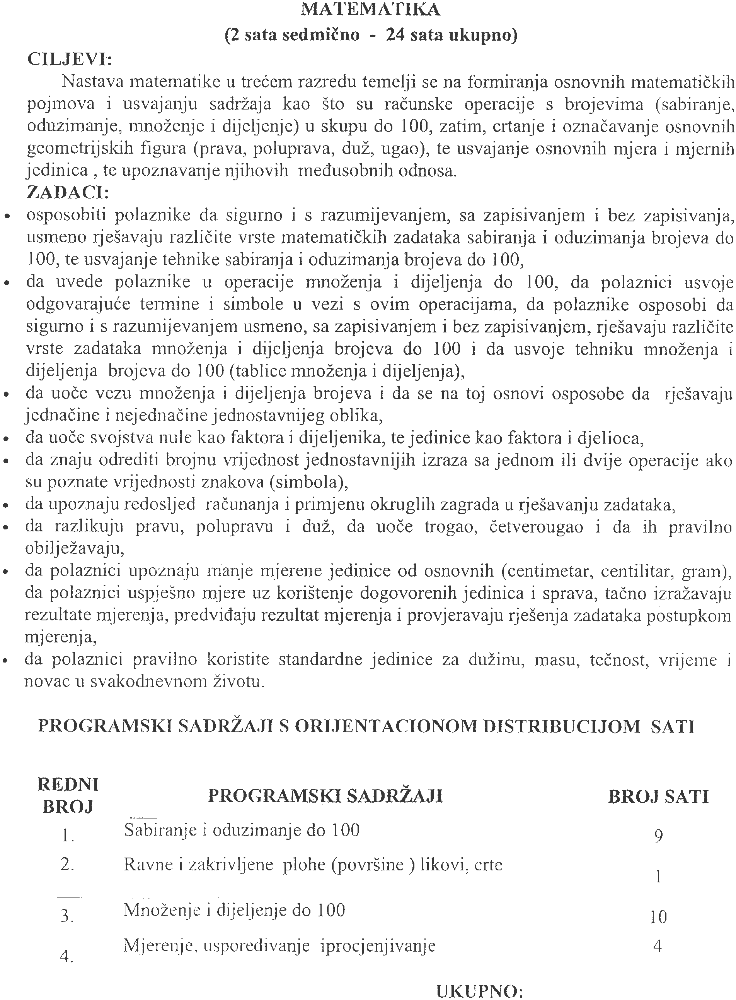 MATEMATIKA
(2 sata sedmično - 24 sata ukupno)
CILJEVI:
Nastava matematike u trećem razredu temelji se na formiranja osnovnih matematičkih
pojmova i usvajanju sadržaja kao što su računske operacije s brojevima (sabiranje,
oduzimanje, množenje i dijeljenje) u skupu do 100, zatim, crtanje i označavanje osnovnih
geometrijskih figura (prava, poluprava, duž, ugao), te usvajanje osnovnih mjera i mjernih
jedinica , te upoznavanje njihovih međusobnih odnosa.
ZADACI:
• osposobiti polaznike da sigurno i s razumijevanjem, sa zapisivanjem i bez zapisivanja,
usmeno rješavaju različite vrste matematičkih zadataka sabiranja i oduzimanja brojeva do
100, te usvajanje tehnike sabiranja i oduzimanja brojeva do 100,
• da uvede polaznike u operacije množenja i dijeljenja do 100, da polaznici usvoje
odgovarajuće termine i simbole u vezi s ovim operacijama, da polaznike osposobi da
sigurno i s razumijevanjem usmeno, sa zapisivanjem i bez zapisivanjem, rješavaju različite
vrste zadataka množenja i dijeljenja brojeva do 100 i da usvoje tehniku množenja i
dijeljenja brojeva do 100 (tablice množenja i dijeljenja),
• da uoče vezu množenja i dijeljenja brojeva i da se na toj osnovi osposobe da rješavaju
jednačine i nejednačine jednostavnijeg oblika,
• da uoče svojstva nule kao faktora i dijeljenika, te jedinice kao faktora i djelioca,
• da znaju odrediti brojnu vrijednost jednostavnijih izraza sa jednom ili dvije operacije ako
su poznate vrijednosti znakova (simbola),
• da upoznaju redosljed računanja i primjenu okruglih zagrada u rješavanju zadataka,
• da razlikuju pravu, polupravu i duž, da uoče trogao, četverougao i da ih pravilno
obilježavaju,
• da polaznici upoznaju manje mjerene jedinice od osnovnih (centimetar, centilitar, gram),
da polaznici uspješno mjere uz korištenje dogovorenih jedinica i sprava, tačno izražavaju
rezultate mjerenja, predviđaju rezultat mjerenja i provjeravaju rješenja zadataka postupkom
mjerenja,
• da polaznici pravilno koristite standardne jedinice za dužinu, masu, tečnost, vrijeme i
novac u svakodnevnom životu.
PROGRAMSKI SADRŽAJI S ORIJENTACIONOM DISTRIBUCIJOM SATI
REDNI
BROJ PROGRAMSKI SADRŽAJI BROJ SATI
1. Sabiranje i oduzimanje do 100 9
2. Ravne i zakrivljene plohe (površine ) likovi, crte 1
3. Množenje i dijeljenje do 100 10
4. Mjerenje, uspoređivanje iprocjenjivanje 4
UKUPNO: